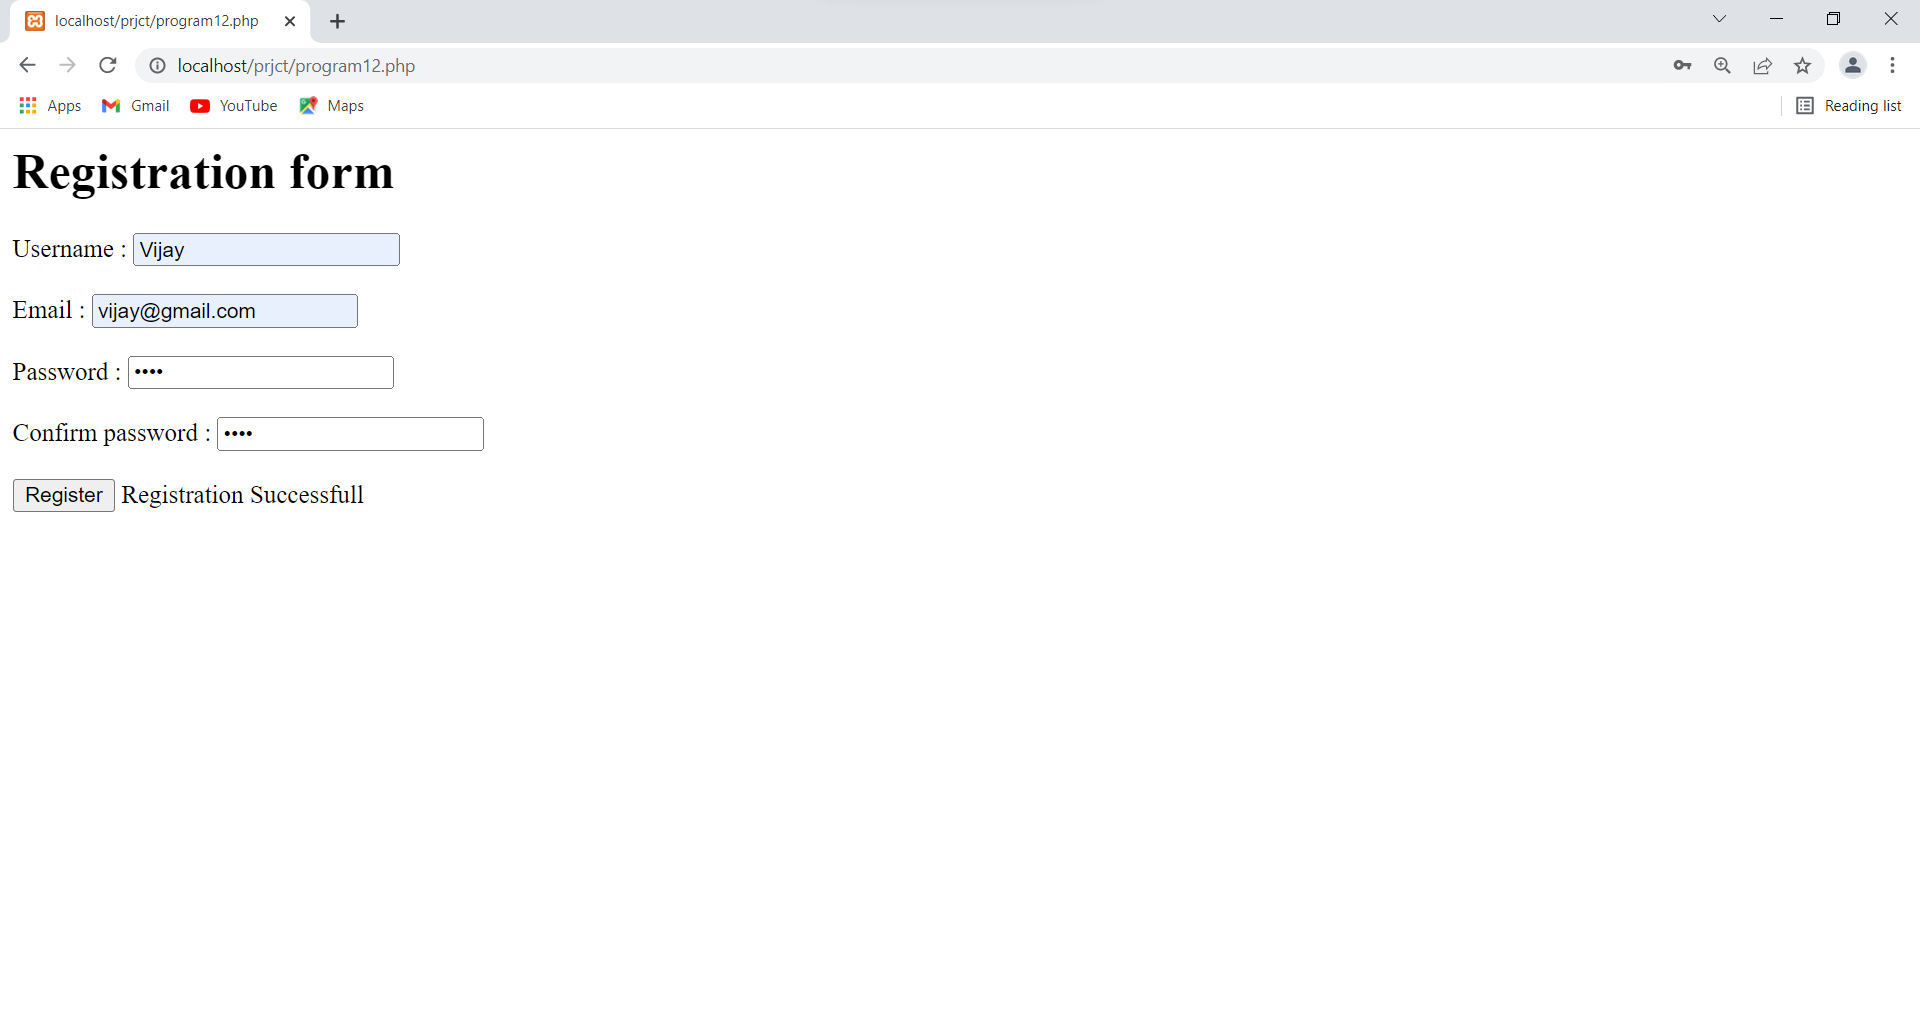 localhost/prjct/program12.php
localhost/prjct/program12.php
Apps Gmail YouTube Maps Reading list
Registration form
Username : Vijay
Email : vijay@gmail.com
Password : ••••
Confirm password : ••••
Register Registration Successfull